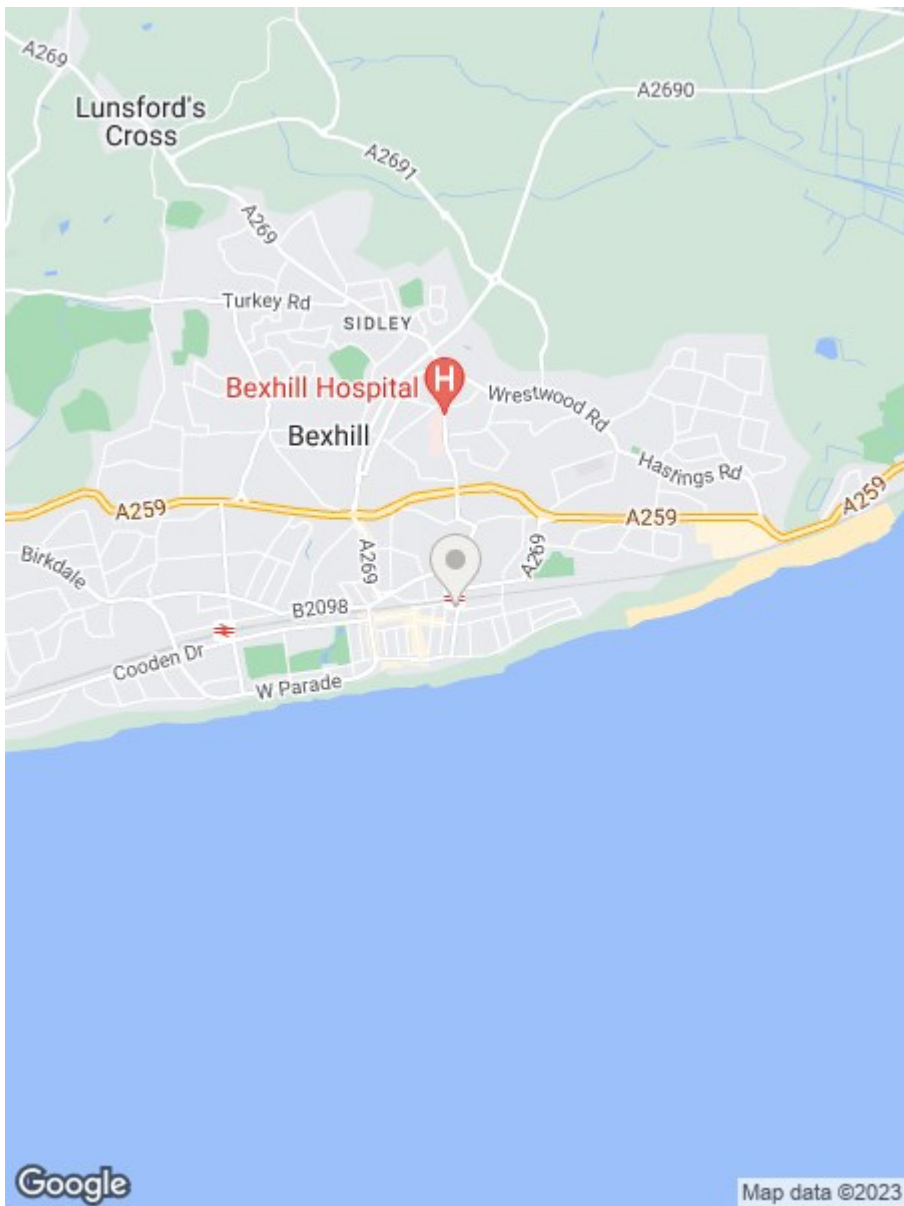 A269
A2690
Lunsford's
Cross
A2691
A269
Turkey Rd
SIDLEY
Bexhill Hospital
H
Wrestwood Rd
Bexhill
Hastings Rd
A259
A259
A259
Birkdale
A269
A269
B2098
Cooden Dr
W Parade
Google
Map data ©2023